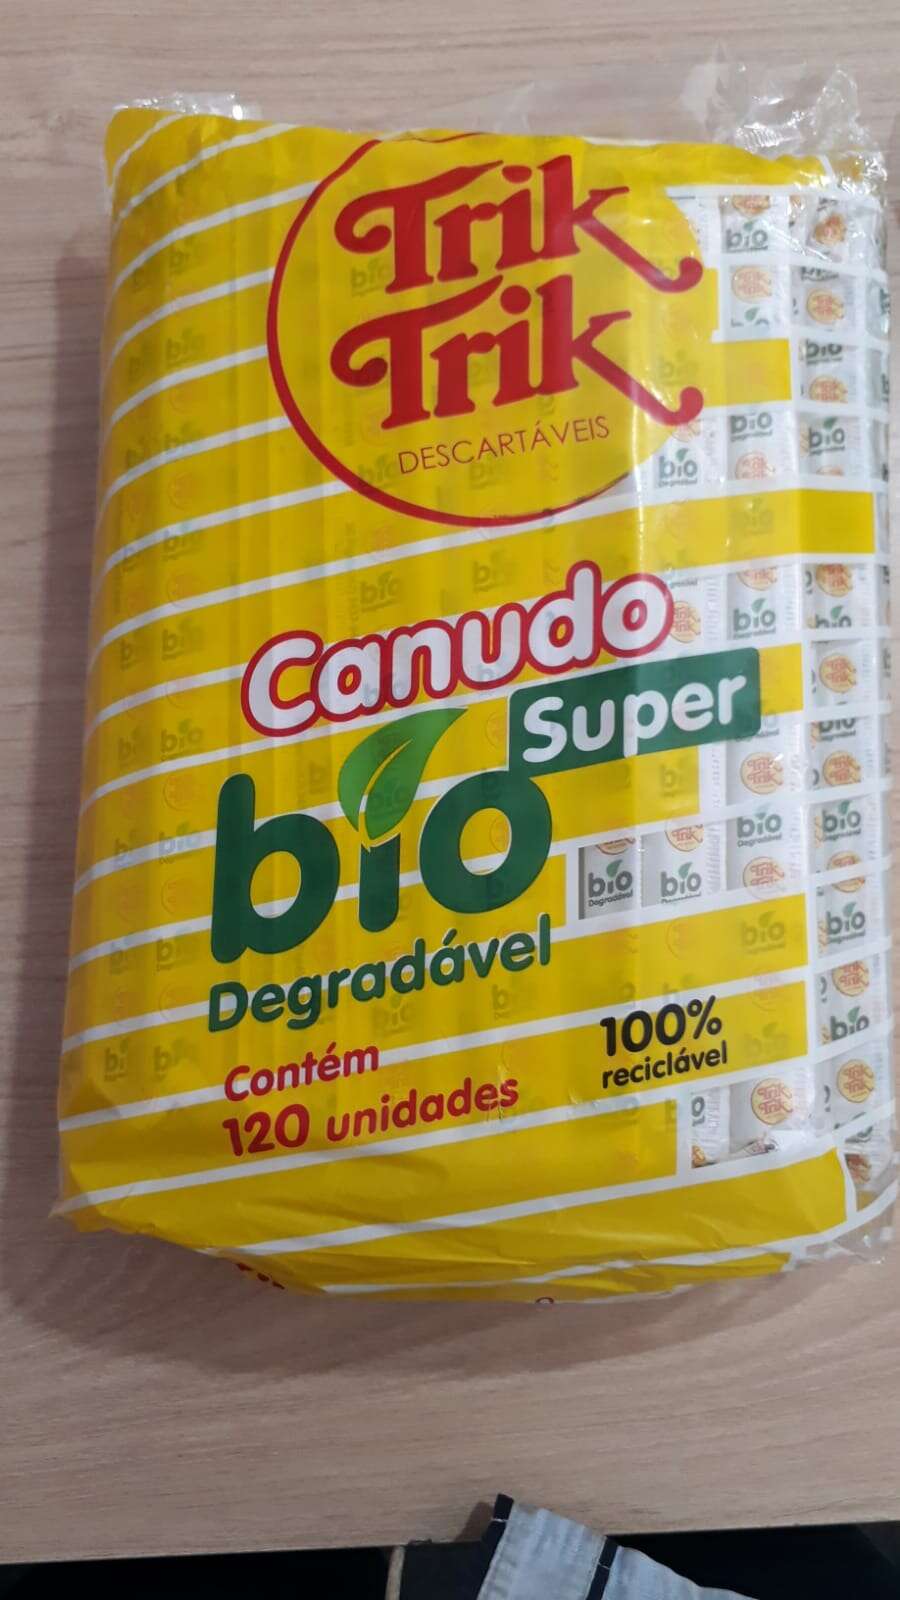 Trik
Trik
DESCARTÁVEIS
Canudo
Super
bio
Degradável
Contém
120 unidades
100%
reciclável